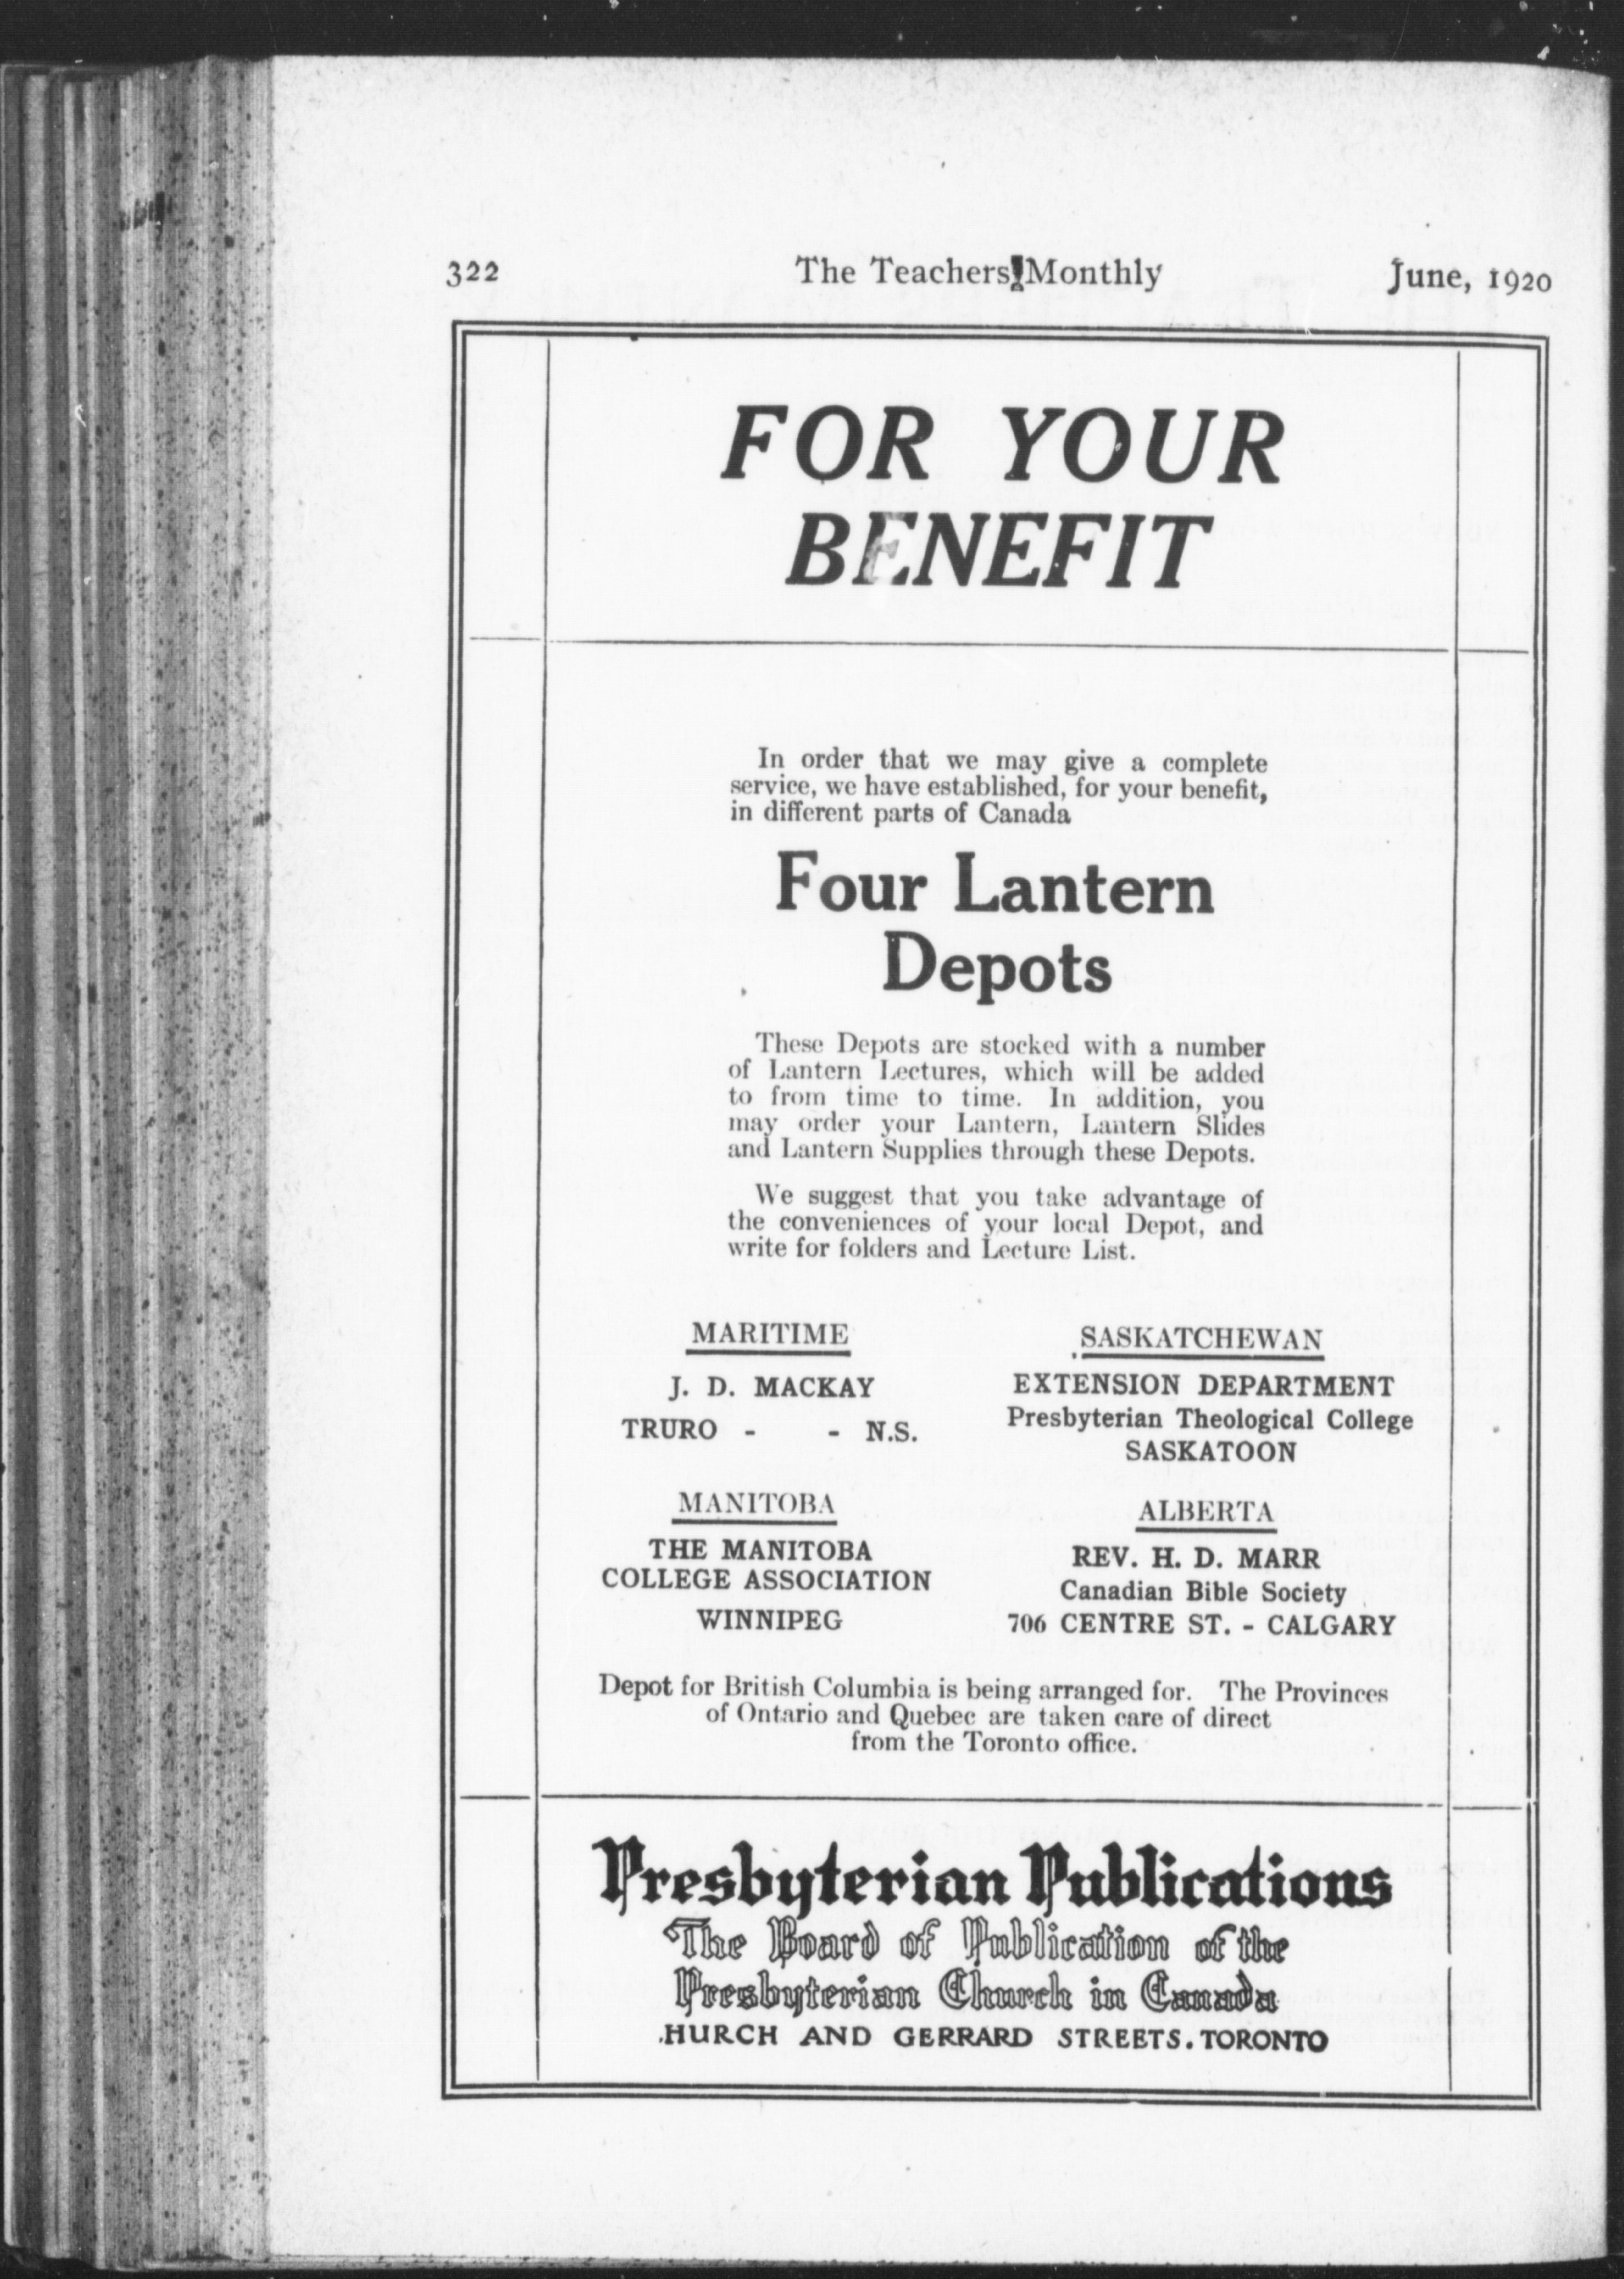 322 The Teachers Monthly June, 1920
FOR YOUR
BENEFIT
In order that we may give a complete
service, we have established, for your benefit,
in different parts of Canada
Four Lantern
Depots
These Depots are stocked with a number
of Lantern Lectures, which will be added
to from time to time. In addition, you
may order your Lantern, Lantern Slides
and Lantern Supplies through these Depots.
We suggest that you take advantage of
the conveniences of your local Depot, and
write for folders and Lecture List.
MARITIME
J. D. MACKAY
TRURO - - N.S.
SASKATCHEWAN
EXTENSION DEPARTMENT
Presbyterian Theological College
SASKATOON
MANITOBA
THE MANITOBA
COLLEGE ASSOCIATION
WINNIPEG
ALBERTA
REV. H. D. MARR
Canadian Bible Society
706 CENTRE ST. - CALGARY
Depot for British Columbia is being arranged for. The Provinces
of Ontario and Quebec are taken care of direct
from the Toronto office.
Presbyterian Publications
The Board of Publication of the
Presbyterian Church in Canada
HURCH AND GERRARD STREETS. TORONTO